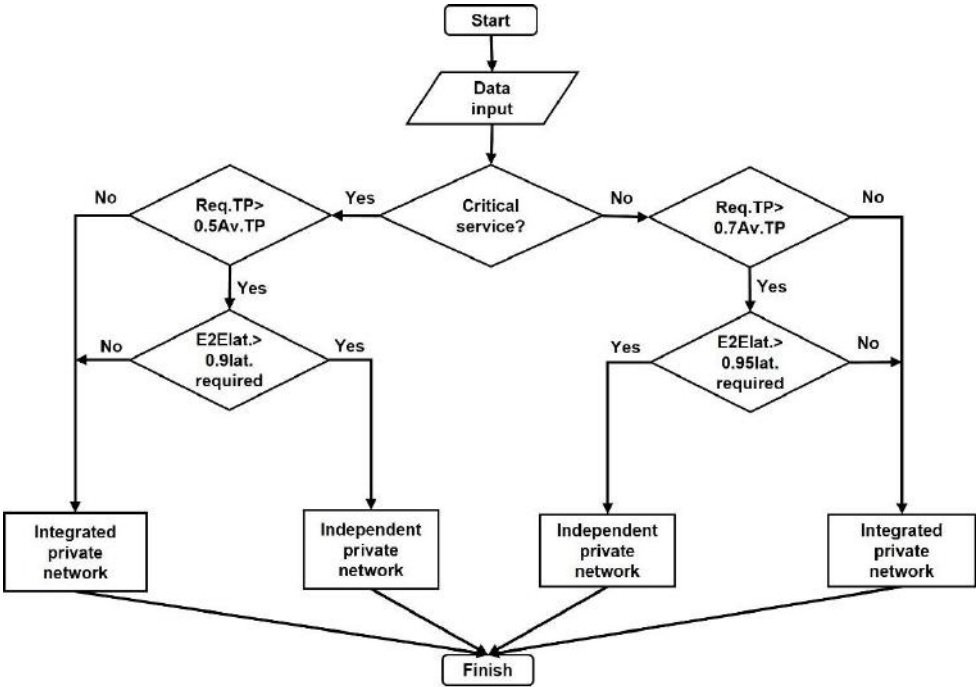 Start
Data
input
Critical
service?
Yes
No
Req.TP>
0.5Av.TP
No
Yes
Req.TP>
0.7Av.TP
No
Yes
E2Elat.>
0.9lat.
required
No
Yes
E2Elat.>
0.95lat.
required
Yes
No
Integrated
private
network
Independent
private
network
Independent
private
network
Integrated
private
network
Finish